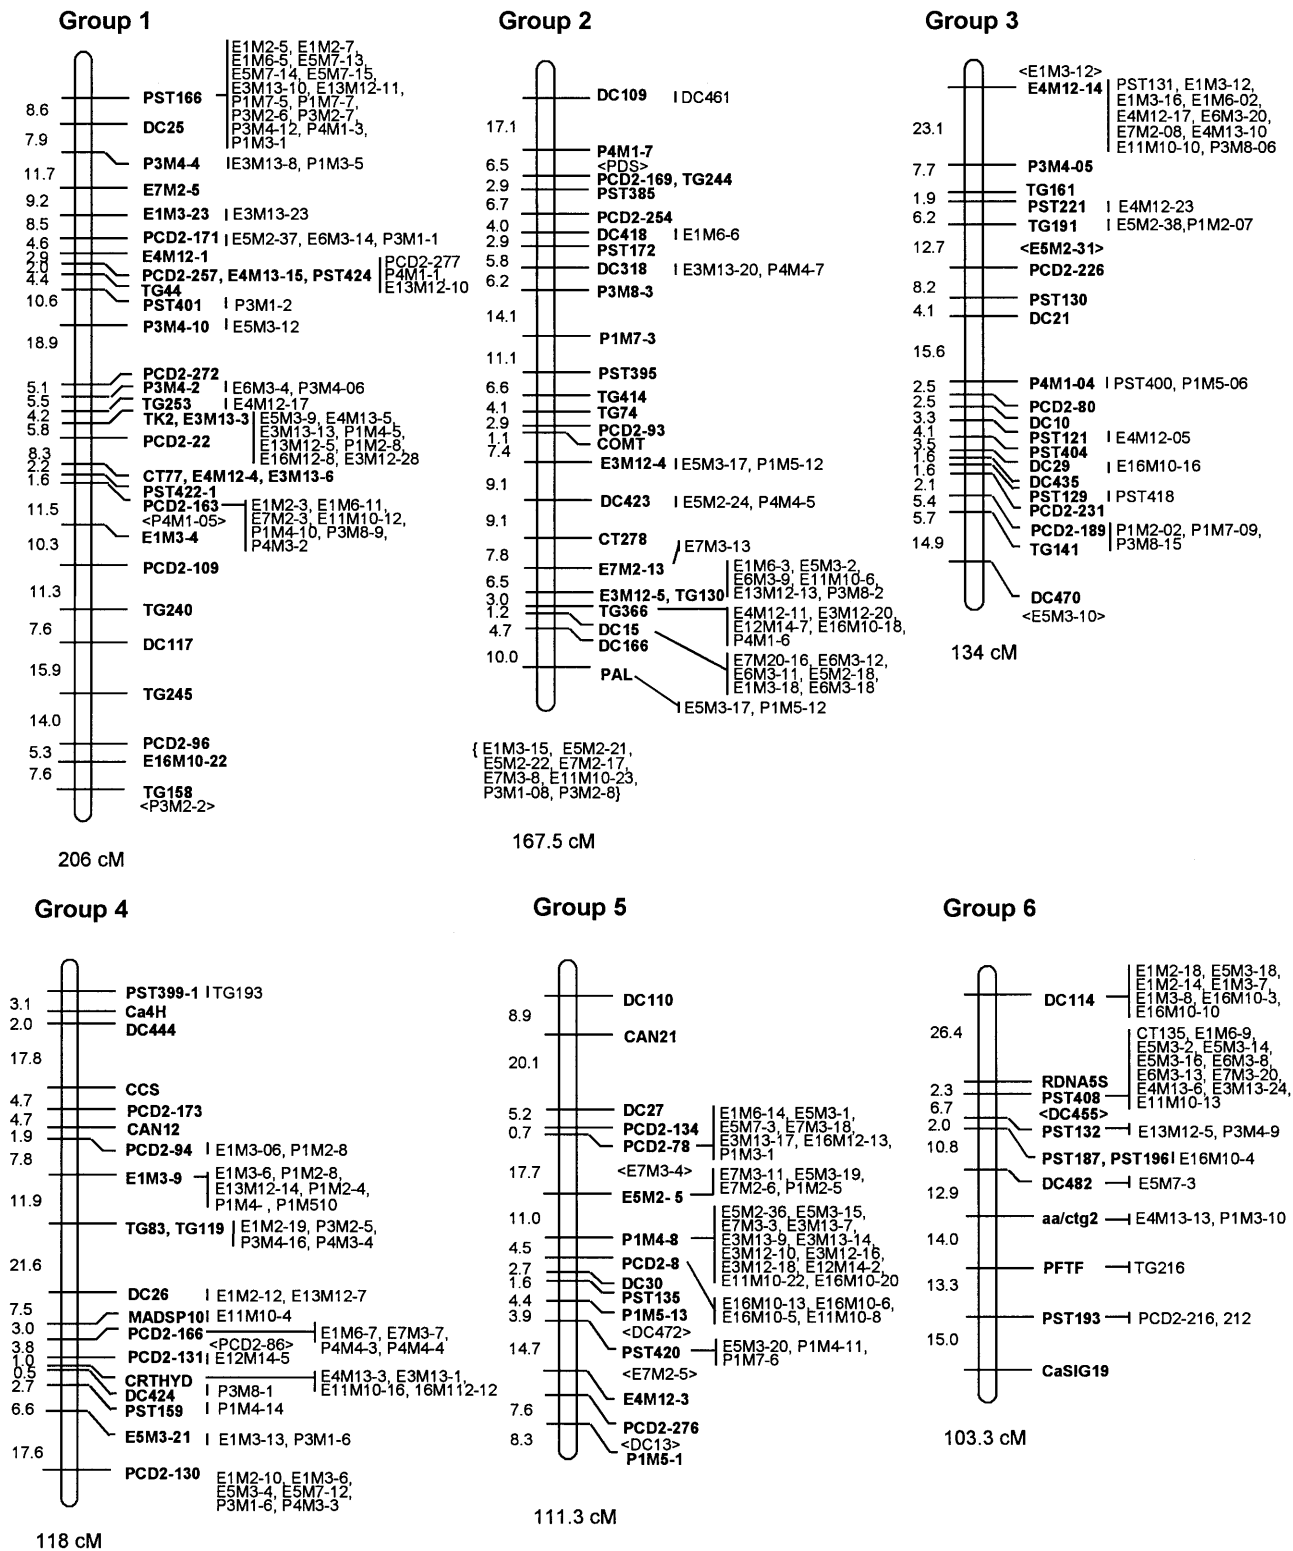 Group 1
8.6
7.9
11.7
9.2
8.5
4.6
2.9
2.0
4.4
10.6
18.9
5.1
5.5
4.2
5.8
8.3
2.2
1.6
11.5
10.3
11.3
7.6
15.9
14.0
5.3
7.6
PST166
E1M2-5, E1M2-7,
E1M6-5, E5M7-13,
E5M7-14, E5M7-15,
E3M13-10, E13M12-11,
P1M7-5, P1M7-7,
P3M2-6, P3M2-7,
P3M4-12, P4M1-3,
P1M3-1
DC25
P3M4-4 E3M13-8, P1M3-5
E7M2-5
E1M3-23 E3M13-23
PCD2-171 E5M2-37, E6M3-14, P3M1-1
E4M12-1
PCD2-257, E4M13-15, PST424
PCD2-277
P4M1-1,
E13M12-10
TG44
PST401 P3M1-2
P3M4-10 E5M3-12
PCD2-272
P3M4-2 E6M3-4, P3M4-06
TG253 E4M12-17
TK2, E3M13-3
E5M3-9, E4M13-5,
E3M13-13, P1M4-5,
E13M12-5, P1M2-8,
E16M12-8, E3M12-28
PCD2-22
CT77, E4M12-4, E3M13-6
PST422-1
PCD2-163
E1M2-3, E1M6-11,
E7M2-3, E11M10-12,
P1M4-10, P3M8-9,
P4M3-2
<P4M1-05>
E1M3-4
PCD2-109
TG240
DC117
TG245
PCD2-96
E16M10-22
TG158
<P3M2-2>
206 cM
Group 2
17.1
6.5
2.9
6.7
4.0
2.9
5.8
6.2
14.1
11.1
6.6
4.1
2.9
1.1
7.4
9.1
9.1
7.8
6.5
3.0
1.2
4.7
10.0
DC109 DC461
P4M1-7
<PDS>
PCD2-169, TG244
PST385
PCD2-254
DC418 E1M6-6
PST172
DC318 E3M13-20, P4M4-7
P3M8-3
P1M7-3
PST395
TG414
TG74
PCD2-93
COMT
E3M12-4 E5M3-17, P1M5-12
DC423 E5M2-24, P4M4-5
CT278
E7M3-13
E7M2-13
E1M6-3, E5M3-2,
E6M3-9, E11M10-6,
E13M12-13, P3M8-2
E3M12-5, TG130
TG366
E4M12-11, E3M12-20,
E12M14-7, E16M10-18,
P4M1-6
DC15
DC166
E7M20-16, E6M3-12,
E6M3-11, E5M2-18,
E1M3-18, E6M3-18
PAL
E5M3-17, P1M5-12
{ E1M3-15, E5M2-21,
E5M2-22, E7M2-17,
E7M3-8, E11M10-23,
P3M1-08, P3M2-8}
167.5 cM
Group 3
23.1
7.7
1.9
6.2
12.7
8.2
4.1
15.6
2.5
2.5
3.3
4.1
3.5
1.6
1.6
2.1
5.4
5.7
14.9
<E1M3-12>
E4M12-14
PST131, E1M3-12,
E1M3-16, E1M6-02,
E4M12-17, E6M3-20,
E7M2-08, E4M13-10
E11M10-10, P3M8-06
P3M4-05
TG161
PST221 E4M12-23
TG191 E5M2-38,P1M2-07
<E5M2-31>
PCD2-226
PST130
DC21
P4M1-04 PST400, P1M5-06
PCD2-80
DC10
PST121 E4M12-05
PST404
DC29 E16M10-16
DC435
PST129 PST418
PCD2-231
PCD2-189 P1M2-02, P1M7-09,
P3M8-15
TG141
DC470
<E5M3-10>
134 cM
Group 4
3.1
2.0
17.8
4.7
4.7
1.9
7.8
11.9
21.6
7.5
3.0
3.8
1.0
0.5
2.7
6.6
17.6
PST399-1 TG193
Ca4H
DC444
CCS
PCD2-173
CAN12
PCD2-94 E1M3-06, P1M2-8
E1M3-9
E1M3-6, P1M2-8,
E13M12-14, P1M2-4,
P1M4- , P1M510
TG83, TG119
E1M2-19, P3M2-5,
P3M4-16, P4M3-4
DC26 E1M2-12, E13M12-7
MADSP10 E11M10-4
PCD2-166
E1M6-7, E7M3-7,
P4M4-3, P4M4-4
<PCD2-86>
PCD2-131 E12M14-5
CRTHYD
E4M13-3, E3M13-1,
E11M10-16, 16M112-12
DC424 P3M8-1
PST159 P1M4-14
E5M3-21 E1M3-13, P3M1-6
PCD2-130
E1M2-10, E1M3-6,
E5M3-4, E5M7-12,
P3M1-6, P4M3-3
118 cM
Group 5
8.9
20.1
5.2
0.7
17.7
11.0
4.5
2.7
1.6
4.4
3.9
14.7
7.6
8.3
DC110
CAN21
DC27
PCD2-134
PCD2-78
E1M6-14, E5M3-1,
E5M7-3, E7M3-18,
E3M13-17, E16M12-13,
P1M3-1
<E7M3-4>
E5M2- 5
E7M3-11, E5M3-19,
E7M2-6, P1M2-5
P1M4-8
E5M2-36, E5M3-15,
E7M3-3, E3M13-7,
E3M13-9, E3M13-14,
E3M12-10, E3M12-16,
E3M12-18, E12M14-2,
E11M10-22, E16M10-20
PCD2-8
E16M10-13, E16M10-6,
E16M10-5, E11M10-8
DC30
PST135
P1M5-13
<DC472>
PST420
E5M3-20, P1M4-11,
P1M7-6
<E7M2-5>
E4M12-3
PCD2-276
<DC13>
P1M5-1
111.3 cM
Group 6
26.4
2.3
6.7
2.0
10.8
12.9
14.0
13.3
15.0
DC114
E1M2-18, E5M3-18,
E1M2-14, E1M3-7,
E1M3-8, E16M10-3,
E16M10-10
RDNA5S
PST408
CT135, E1M6-9,
E5M3-2, E5M3-14,
E5M3-16, E6M3-8,
E6M3-13, E7M3-20,
E4M13-6, E3M13-24,
E11M10-13
<DC455>
PST132 E13M12-5, P3M4-9
PST187, PST196 E16M10-4
DC482 E5M7-3
aa/ctg2 E4M13-13, P1M3-10
PFTF TG216
PST193 PCD2-216, 212
CaSIG19
103.3 cM